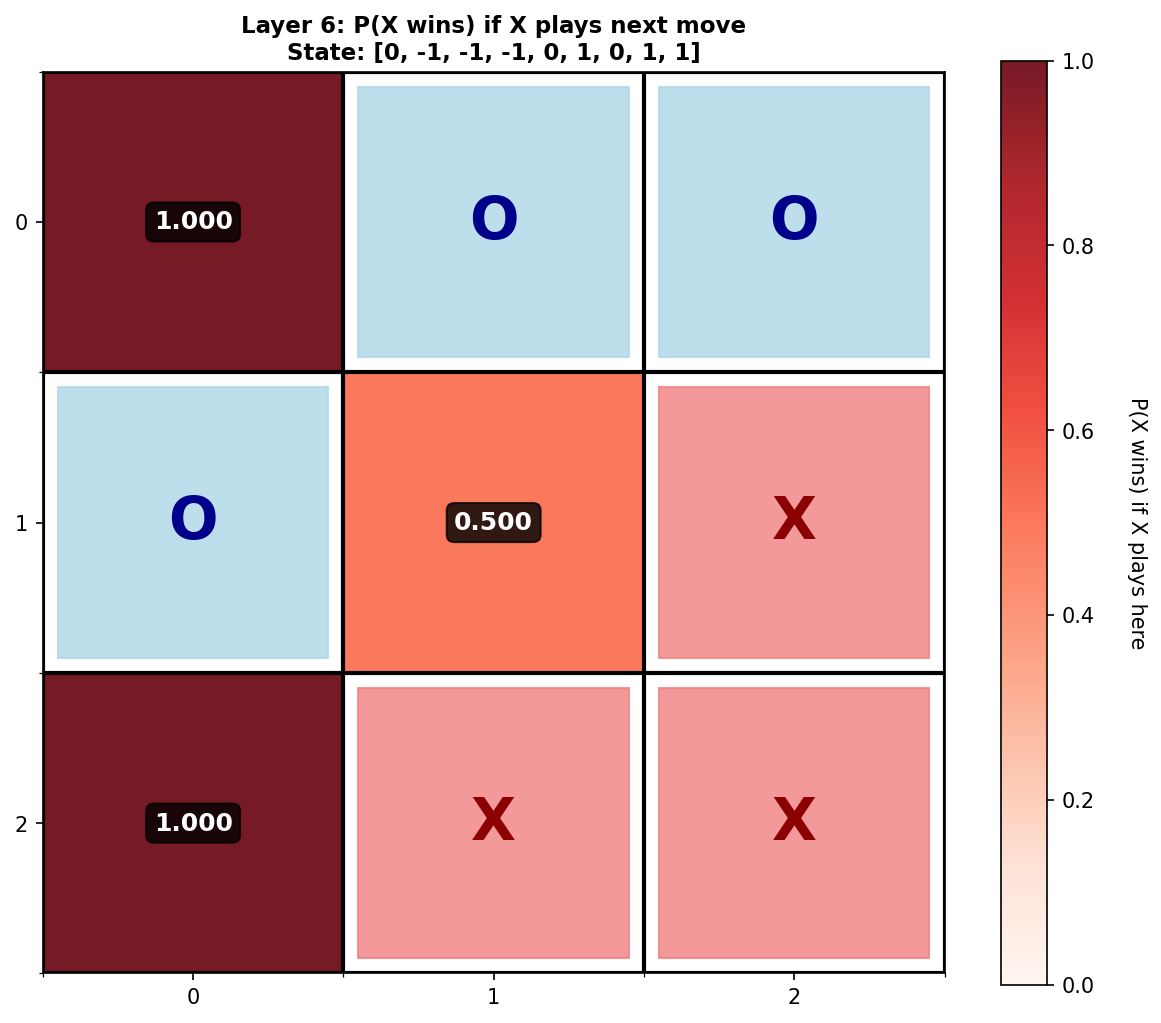 Layer 6: P(X wins) if X plays next move
State: [0, -1, -1, -1, 0, 1, 0, 1, 1]
1.000 O O
O 0.500 X
1.000 X X
0
1
2
0 1 2
1.0
0.8
0.6
0.4
0.2
0.0
P(X wins) if X plays here